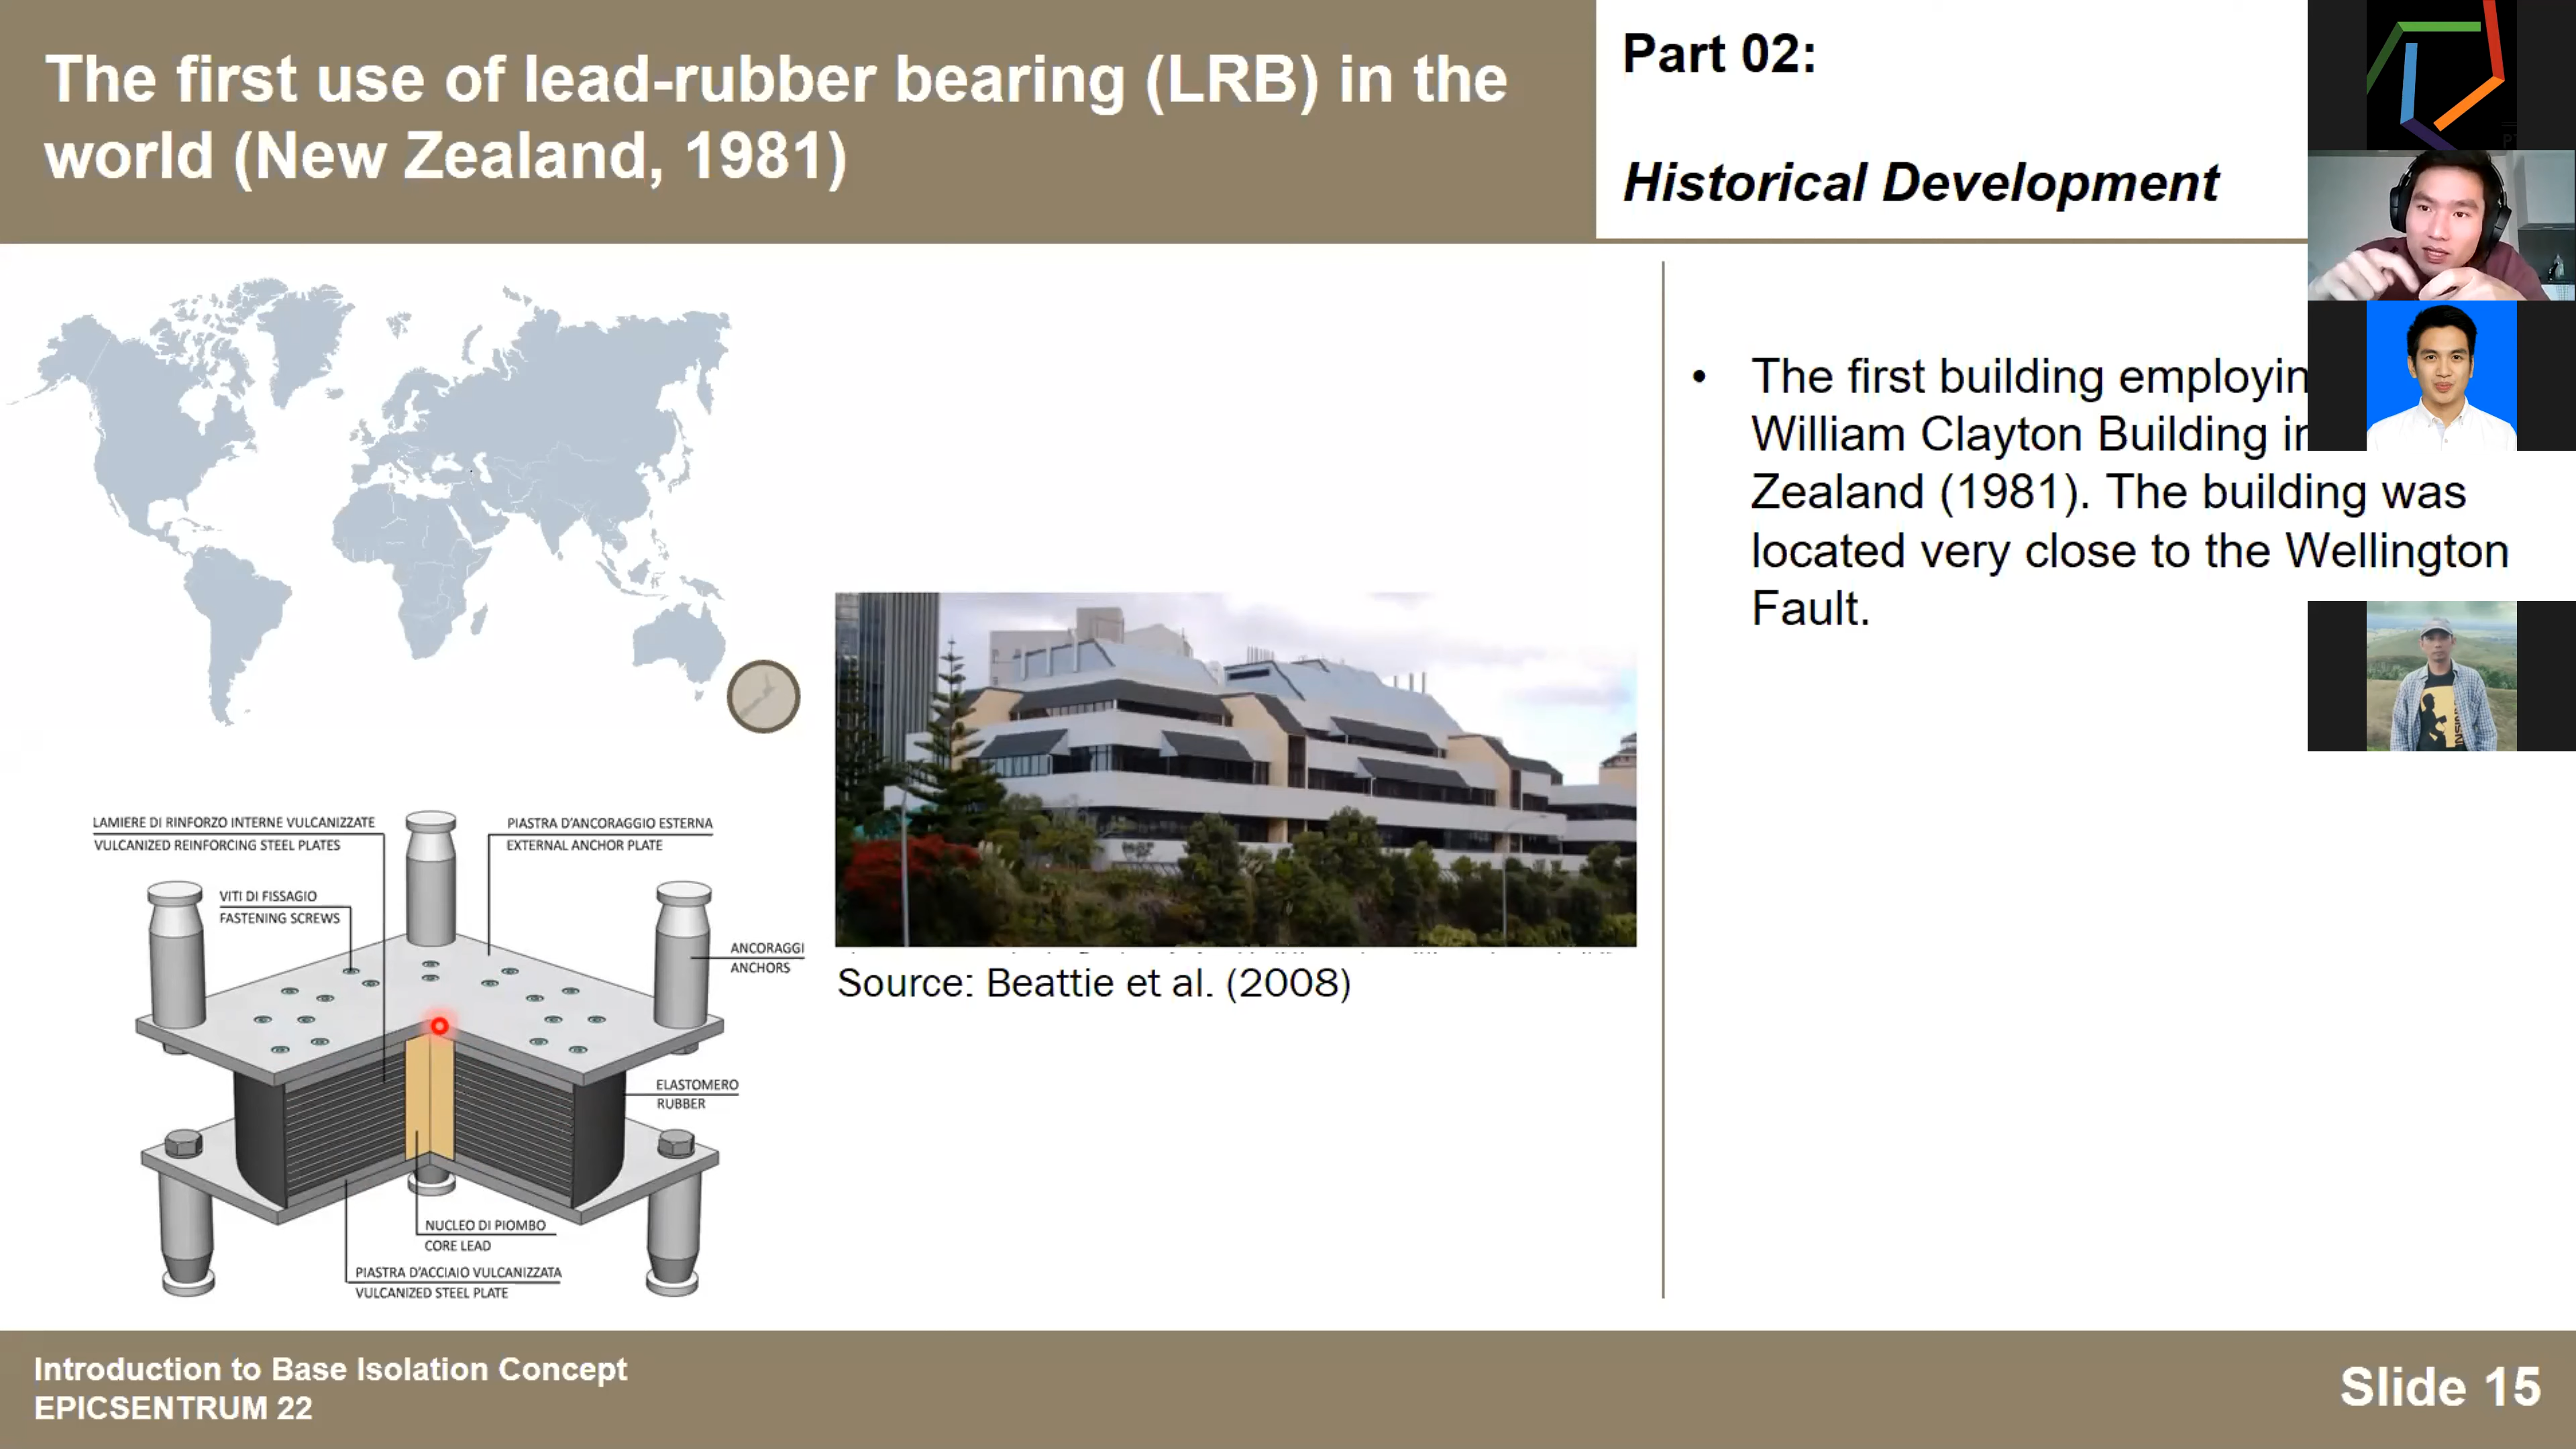 The first use of lead-rubber bearing (LRB) in the
world (New Zealand, 1981)
Part 02:
Historical Development
• The first building employin
William Clayton Building in
Zealand (1981). The building was
located very close to the Wellington
Fault.
LAMIERE DI RINFORZO INTERNE VULCANIZZATE
VULCANIZED REINFORCING STEEL PLATES
PIASTRA D'ANCORAGGIO ESTERNA
EXTERNAL ANCHOR PLATE
VITI DI FISSAGIO
FASTENING SCREWS
ANCORAGGI
ANCHORS
ELASTOMERO
RUBBER
NUCLEO DI PIOMBO
CORE LEAD
PIASTRA D'ACCIAIO VULCANIZZATA
VULCANIZED STEEL PLATE
Source: Beattie et al. (2008)
Introduction to Base Isolation Concept
EPICSENTRUM 22
Slide 15